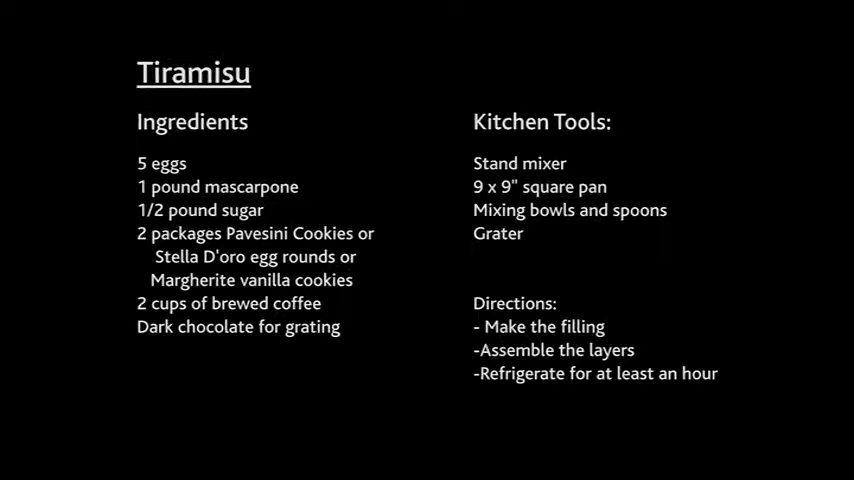 Tiramisu
Ingredients
5 eggs
1 pound mascarpone
1/2 pound sugar
2 packages Pavesini Cookies or
Stella D'oro egg rounds or
Margherite vanilla cookies
2 cups of brewed coffee
Dark chocolate for grating
Kitchen Tools:
Stand mixer
9 x 9" square pan
Mixing bowls and spoons
Grater
Directions:
- Make the filling
-Assemble the layers
-Refrigerate for at least an hour